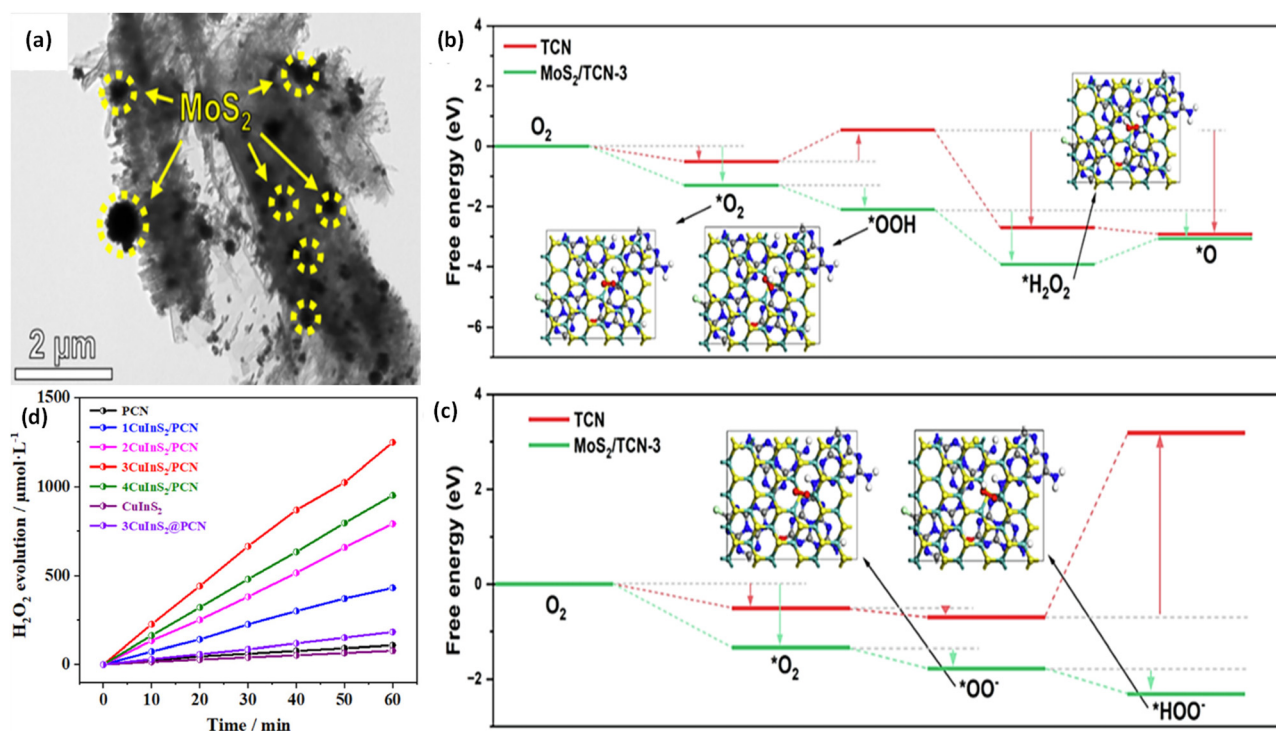 (a)
MoS₂
2 μm
(b)
Free energy (eV)
4
2
0
−2
−4
−6
TCN
MoS₂/TCN-3
O₂
*O₂
*OOH
*H₂O₂
*O
(d)
H₂O₂ evolution / μmol·L⁻¹
1500
1000
500
0
PCN
1CuInS₂/PCN
2CuInS₂/PCN
3CuInS₂/PCN
4CuInS₂/PCN
CuInS₂
3CuInS₂@PCN
0 10 20 30 40 50 60
Time / min
(c)
Free energy (eV)
4
2
0
−2
TCN
MoS₂/TCN-3
O₂
*O₂
*OO⁻
*HOO⁻